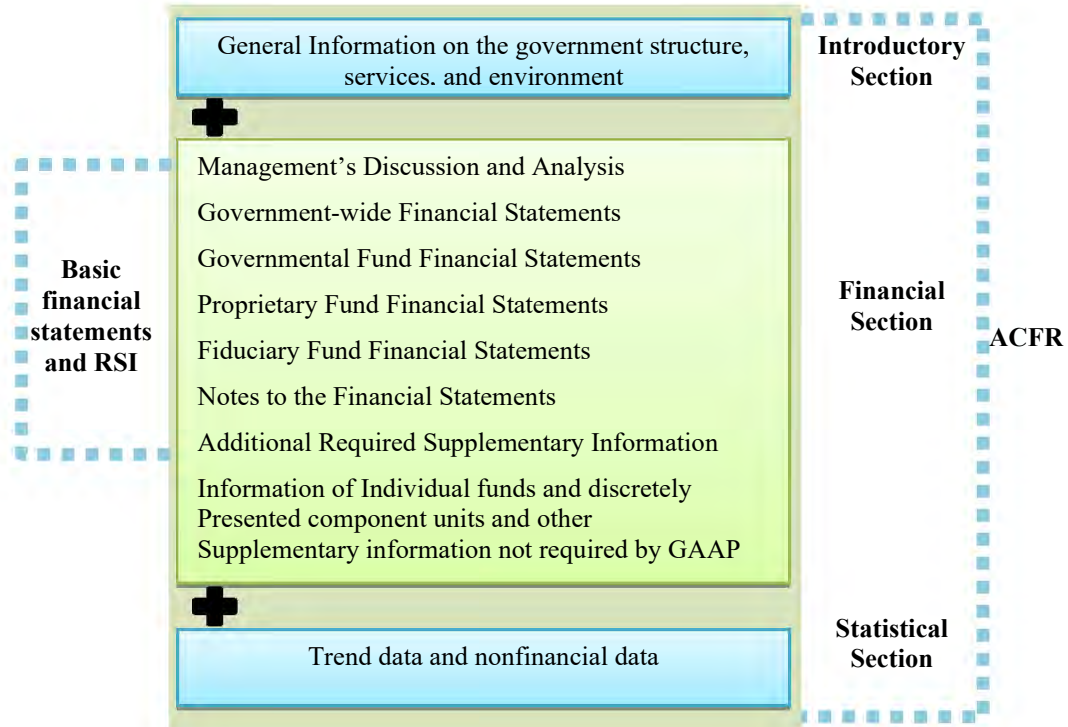 General Information on the government structure,
services, and environment
Introductory
Section
Management’s Discussion and Analysis
Government-wide Financial Statements
Governmental Fund Financial Statements
Proprietary Fund Financial Statements
Fiduciary Fund Financial Statements
Notes to the Financial Statements
Additional Required Supplementary Information
Information of Individual funds and discretely
Presented component units and other
Supplementary information not required by GAAP
Basic
financial
statements
and RSI
Financial
Section
ACFR
Trend data and nonfinancial data
Statistical
Section